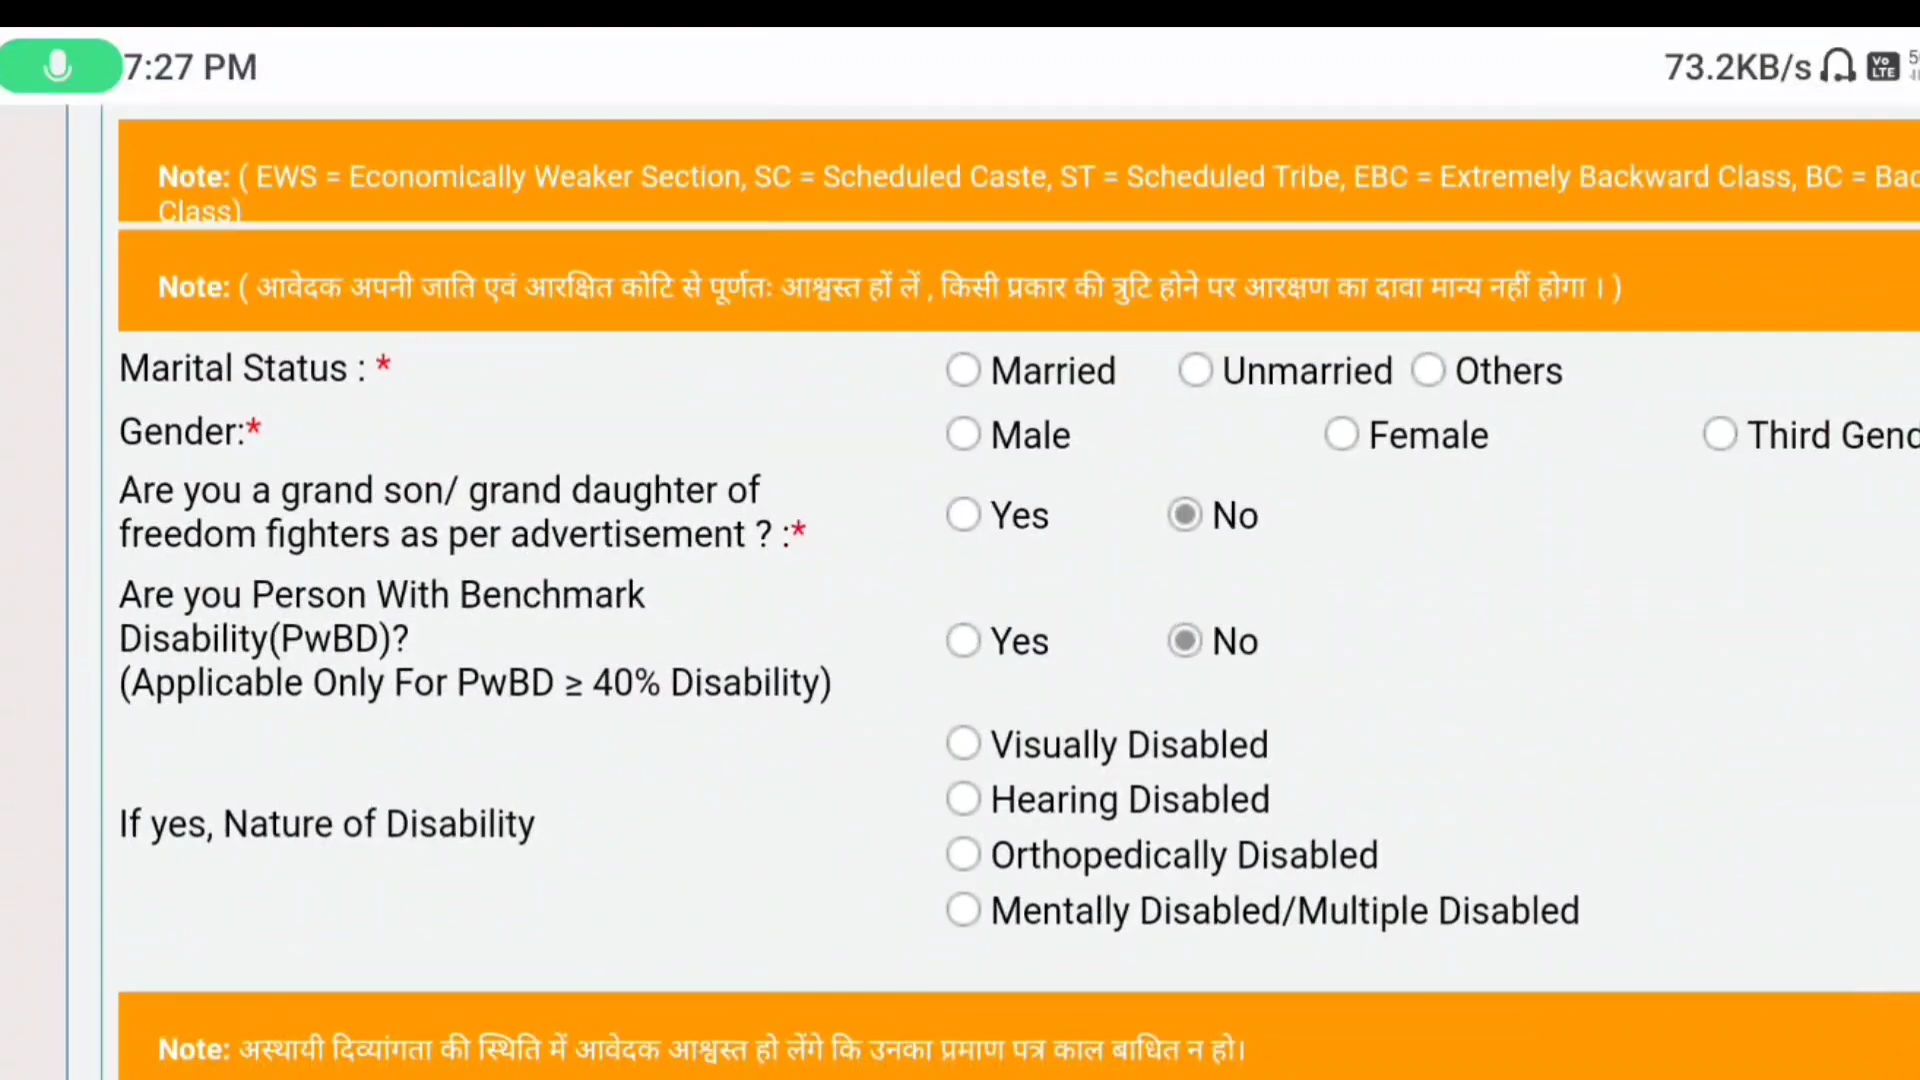 7:27 PM
73.2KB/s
Vo
LTE
Note: ( EWS = Economically Weaker Section, SC = Scheduled Caste, ST = Scheduled Tribe, EBC = Extremely Backward Class, BC =
Class)
Note: ( आवेदक अपनी जाति एवं आरक्षित कोटि से पूर्णतः आश्वस्त हों लें , किसी प्रकार की त्रुटि होने पर आरक्षण का दावा मान्य नहीं होगा । )
Marital Status : * Married Unmarried Others
Gender:* Male Female Third
Are you a grand son/ grand daughter of
freedom fighters as per advertisement ? :* Yes No
Are you Person With Benchmark
Disability(PwBD)?
(Applicable Only For PwBD ≥ 40% Disability) Yes No
If yes, Nature of Disability
Visually Disabled
Hearing Disabled
Orthopedically Disabled
Mentally Disabled/Multiple Disabled
Note: अस्थायी दिव्यांगता की स्थिति में आवेदक आश्वस्त हो लेंगे कि उनका प्रमाण पत्र काल बाधित न हो।